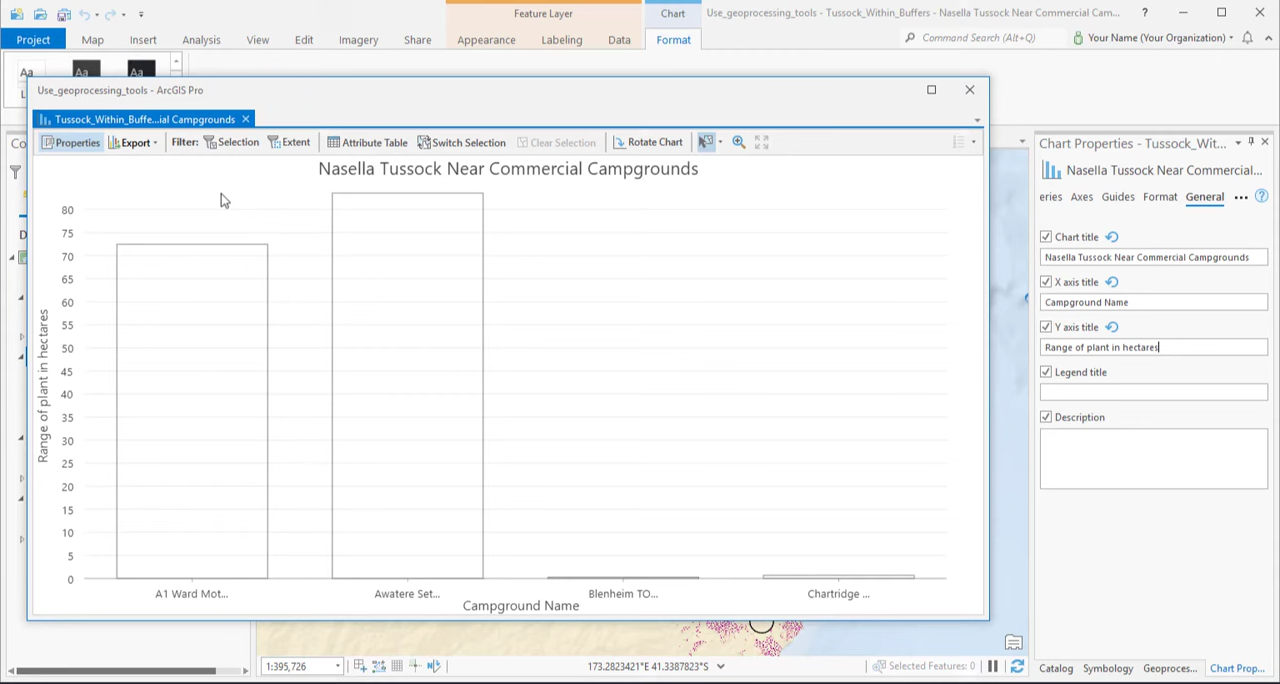 Feature Layer
Chart
Use_geoprocessing_tools - Tussock_Within_Buffers - Nasella Tussock Near Commercial Cam...
?
Project
Map
Insert
Analysis
View
Edit
Imagery
Share
Appearance
Labeling
Data
Format
Command Search (Alt+Q)
Your Name (Your Organization)
Aa
Aa
Aa
L
Use_geoprocessing_tools - ArcGIS Pro
Tussock_Within_Buffe...ial Campgrounds
Co
Properties
Export
Filter:
Selection
Extent
Attribute Table
Switch Selection
Clear Selection
Rotate Chart
D
Nasella Tussock Near Commercial Campgrounds
Range of plant in hectares
80
75
70
65
60
55
50
45
40
35
30
25
20
15
10
5
0
A1 Ward Mot...
Awatere Set...
Blenheim TO...
Chartridge ...
Campground Name
Chart Properties - Tussock_Wit...
Nasella Tussock Near Commercial...
eries
Axes
Guides
Format
General
...
?
Chart title
Nasella Tussock Near Commercial Campgrounds
X axis title
Campground Name
Y axis title
Range of plant in hectares
Legend title
Description
1:395,726
173.2823421°E 41.3387823°S
Selected Features: 0
Catalog
Symbology
Geoproces...
Chart Prop...